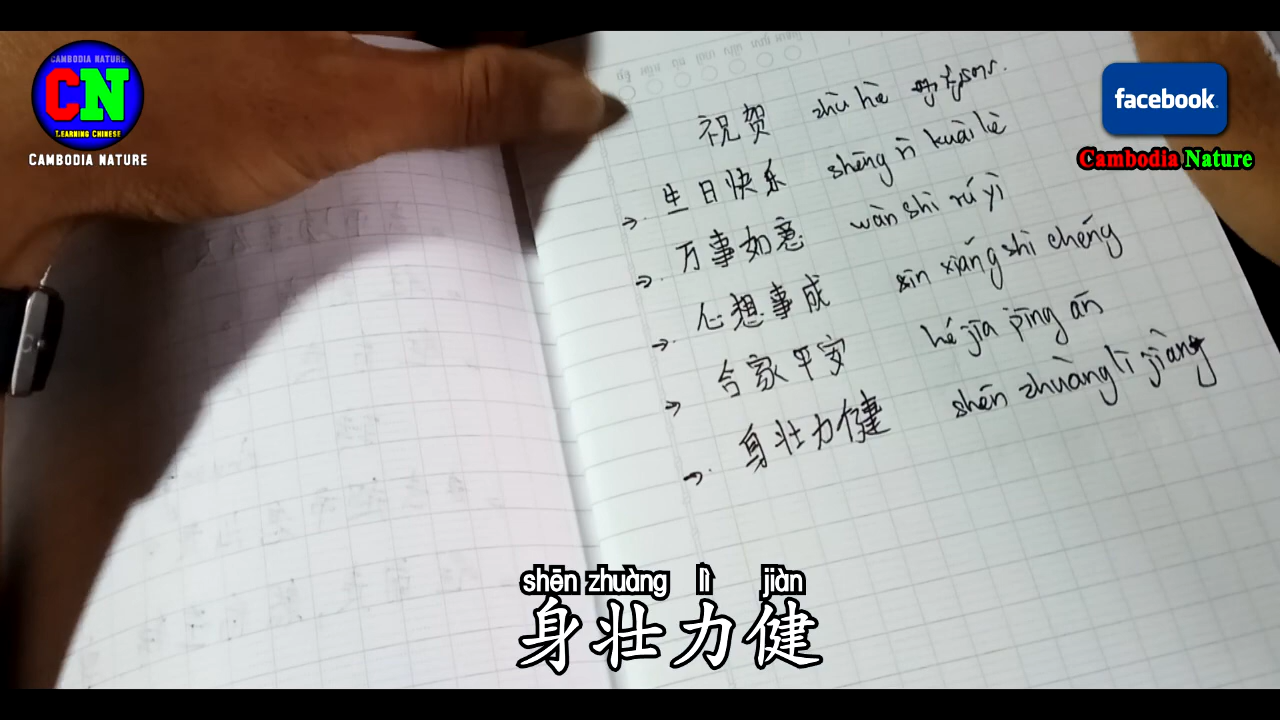 CAMBODIA NATURE
CN
LEARNING CHINESE
CAMBODIA NATURE
facebook
Cambodia Nature
祝贺 zhù hè
→ 生日快乐 shēng rì kuài lè
→ 万事如意 wàn shì rú yì
→ 心想事成 xīn xiǎng shì chéng
→ 合家平安 hé jiā píng ān
→ 身壮力健 shēn zhuàng lì jiàng
shēn zhuàng lì jiàn
身壮力健